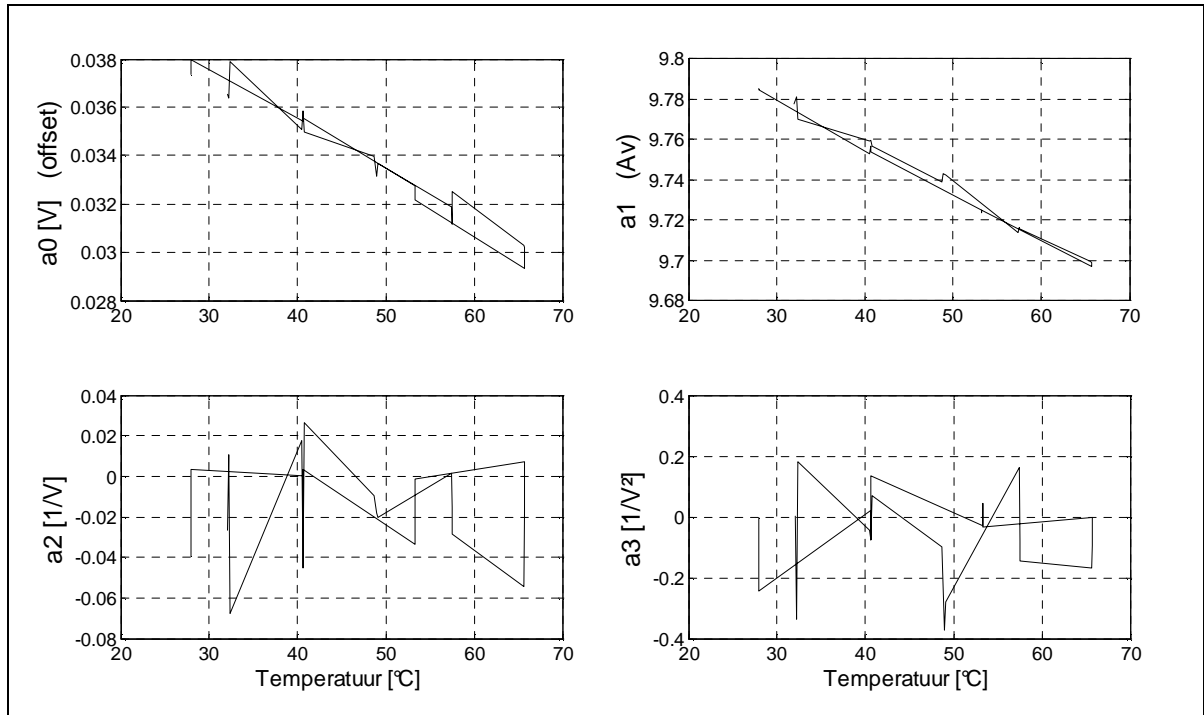 0.038
0.036
0.034
0.032
0.03
0.028
20 30 40 50 60 70
a0 [V] (offset)
9.8
9.78
9.76
9.74
9.72
9.7
9.68
20 30 40 50 60 70
a1 (Av)
0.04
0.02
0
-0.02
-0.04
-0.06
-0.08
20 30 40 50 60 70
a2 [1/V]
Temperatuur [°C]
0.4
0.2
0
-0.2
-0.4
20 30 40 50 60 70
a3 [1/V²]
Temperatuur [°C]